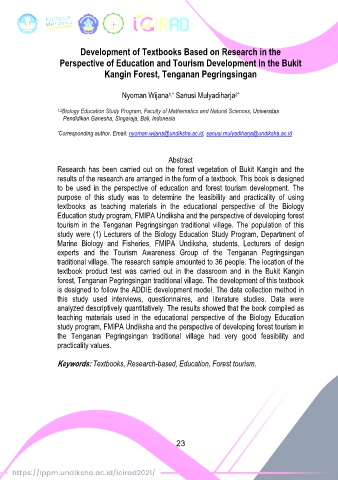 iCiRAD
Development of Textbooks Based on Research in the
Perspective of Education and Tourism Development in the Bukit
Kangin Forest, Tenganan Pegringsingan
Nyoman Wijana1,* Sanusi Mulyadiharja2*
1,2Biology Education Study Program, Faculty of Mathematics and Natural Sciences, Universitas
Pendidikan Ganesha, Singaraja, Bali, Indonesia
*Corresponding author. Email: nyoman.wijana@undiksha.ac.id, sanusi.mulyadiharja@undiksha.ac.id
Abstract
Research has been carried out on the forest vegetation of Bukit Kangin and the
results of the research are arranged in the form of a textbook. This book is designed
to be used in the perspective of education and forest tourism development. The
purpose of this study was to determine the feasibility and practicality of using
textbooks as teaching materials in the educational perspective of the Biology
Education study program, FMIPA Undiksha and the perspective of developing forest
tourism in the Tenganan Pegringsingan traditional village. The population of this
study were (1) Lecturers of the Biology Education Study Program, Department of
Marine Biology and Fisheries, FMIPA Undiksha, students, Lecturers of design
experts and the Tourism Awareness Group of the Tenganan Pegringsingan
traditional village. The research sample amounted to 36 people. The location of the
textbook product test was carried out in the classroom and in the Bukit Kangin
forest, Tenganan Pegringsingan traditional village. The development of this textbook
is designed to follow the ADDIE development model. The data collection method in
this study used interviews, questionnaires, and literature studies. Data were
analyzed descriptively quantitatively. The results showed that the book compiled as
teaching materials used in the educational perspective of the Biology Education
study program, FMIPA Undiksha and the perspective of developing forest tourism in
the Tenganan Pegringsingan traditional village had very good feasibility and
practicality values.
Keywords: Textbooks, Research-based, Education, Forest tourism.
23
https://lppm.undiksha.ac.id/icirad2021/